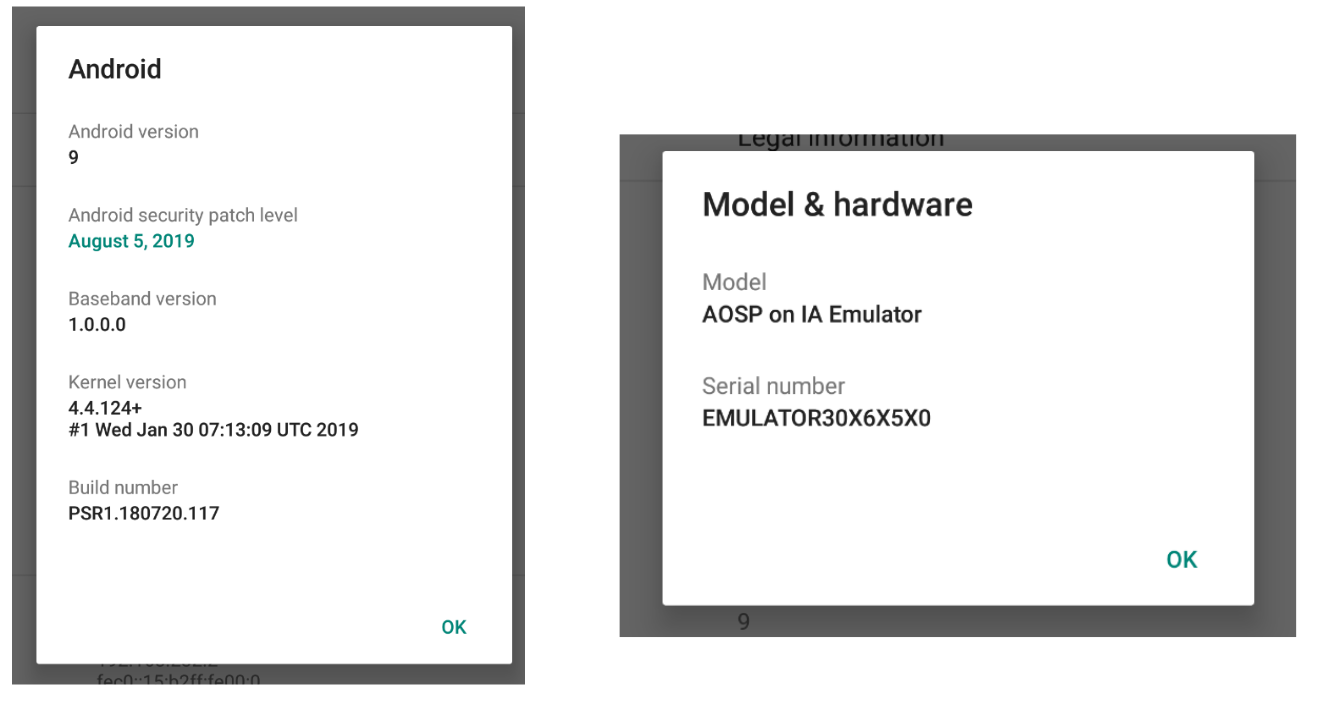 Android
Android version
9
Android security patch level
August 5, 2019
Baseband version
1.0.0.0
Kernel version
4.4.124+
#1 Wed Jan 30 07:13:09 UTC 2019
Build number
PSR1.180720.117
OK
fec0::15:b2ff:fe00:0
Legal information
Model & hardware
Model
AOSP on IA Emulator
Serial number
EMULATOR30X6X5X0
OK
9